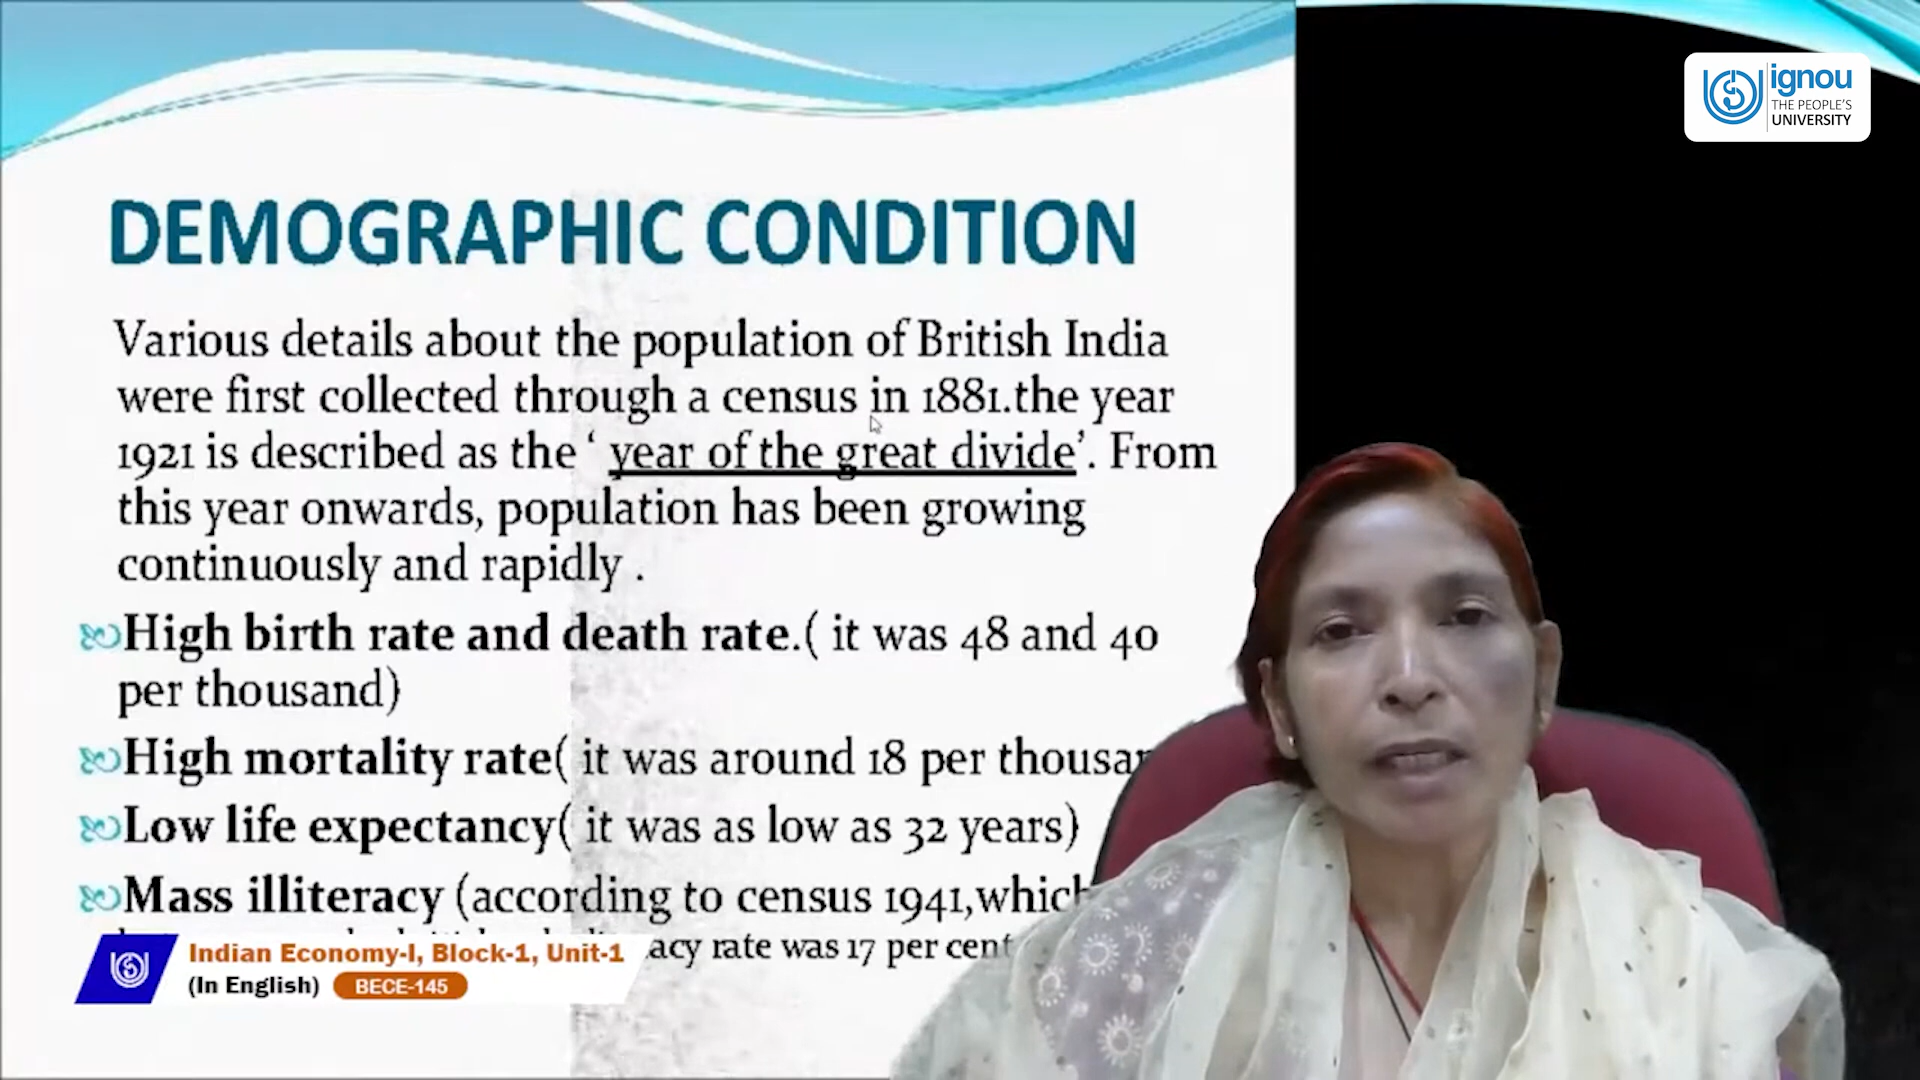 ignou
THE PEOPLE'S
UNIVERSITY
DEMOGRAPHIC CONDITION
Various details about the population of British India
were first collected through a census in 1881.the year
1921 is described as the ‘ year of the great divide’. From
this year onwards, population has been growing
continuously and rapidly .
High birth rate and death rate.( it was 48 and 40
per thousand)
High mortality rate( it was around 18 per
Low life expectancy( it was as low as 32 years)
Mass illiteracy (according to census 1941,
rate was 17 per cent
Indian Economy-I, Block-1, Unit-1
(In English) BECE-145